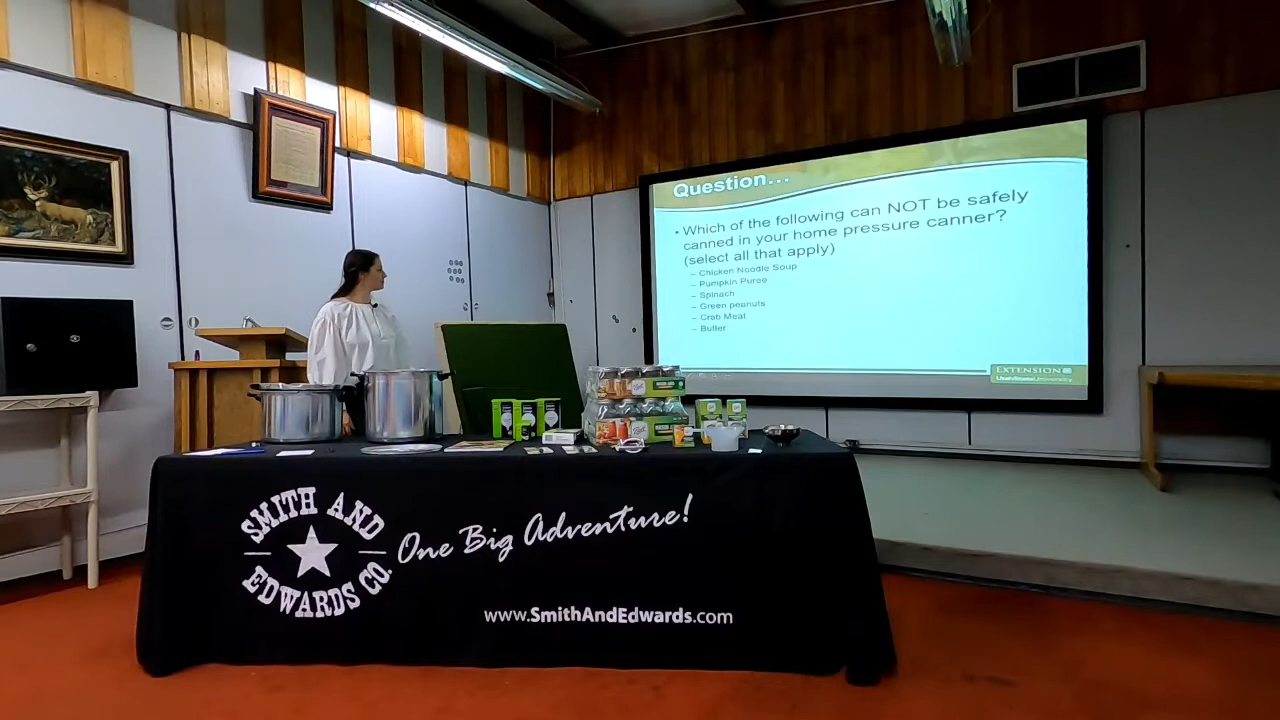 Question...
• Which of the following can NOT be safely
canned in your home pressure canner?
(select all that apply)
– Chicken Noodle Soup
– Pumpkin Puree
– Spinach
– Green peanuts
– Crab Meat
– Butter
EXTENSION
UtahStateUniversity
SMITH AND
EDWARDS CO.
One Big Adventure!
www.SmithAndEdwards.com